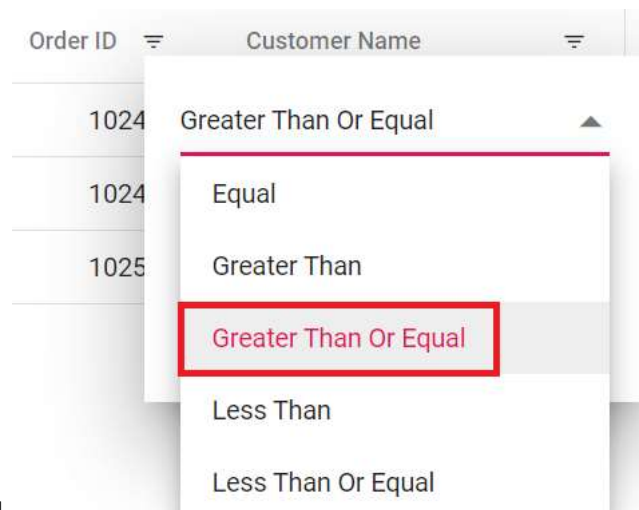 Order ID Customer Name
1024 Greater Than Or Equal
1024 Equal
1025 Greater Than
Greater Than Or Equal
Less Than
Less Than Or Equal